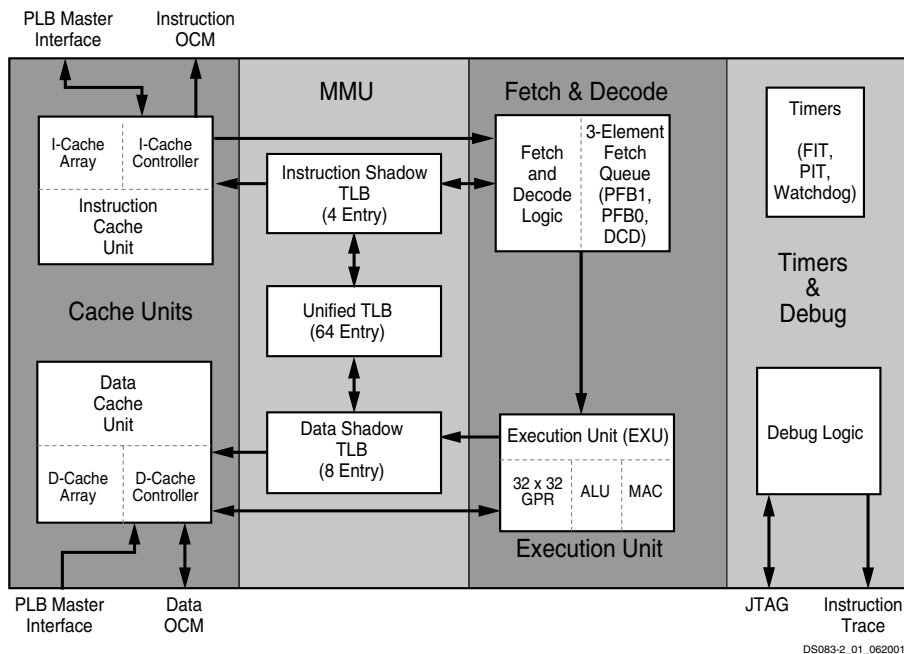 PLB Master
Interface
Instruction
OCM
MMU
Fetch & Decode
I-Cache
Array
I-Cache
Controller
Instruction
Cache
Unit
Instruction Shadow
TLB
(4 Entry)
Fetch
and
Decode
Logic
3-Element
Fetch
Queue
(PFB1,
PFB0,
DCD)
Timers
(FIT,
PIT,
Watchdog)
Cache Units
Unified TLB
(64 Entry)
Timers
&
Debug
Data
Cache
Unit
D-Cache
Array
D-Cache
Controller
Data Shadow
TLB
(8 Entry)
Execution Unit (EXU)
32 x 32
GPR
ALU
MAC
Execution Unit
Debug Logic
PLB Master
Interface
Data
OCM
JTAG
Instruction
Trace
DS083-2_01_062001